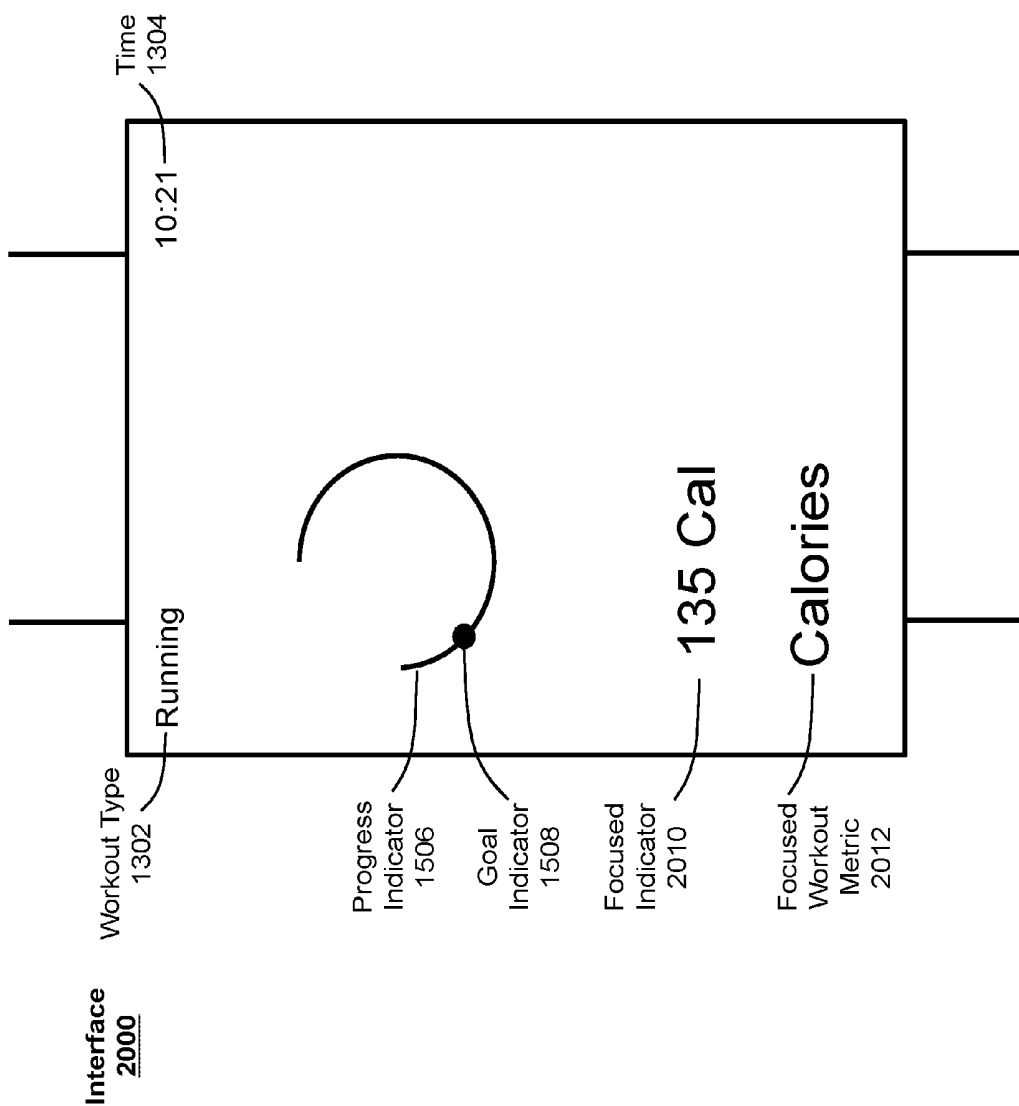 Interface
2000
Workout Type
1302
Running
10:21
Time
1304
Progress
Indicator
1506
Goal
Indicator
1508
Focused
Indicator
2010
135 Cal
Focused
Workout
Metric
2012
Calories